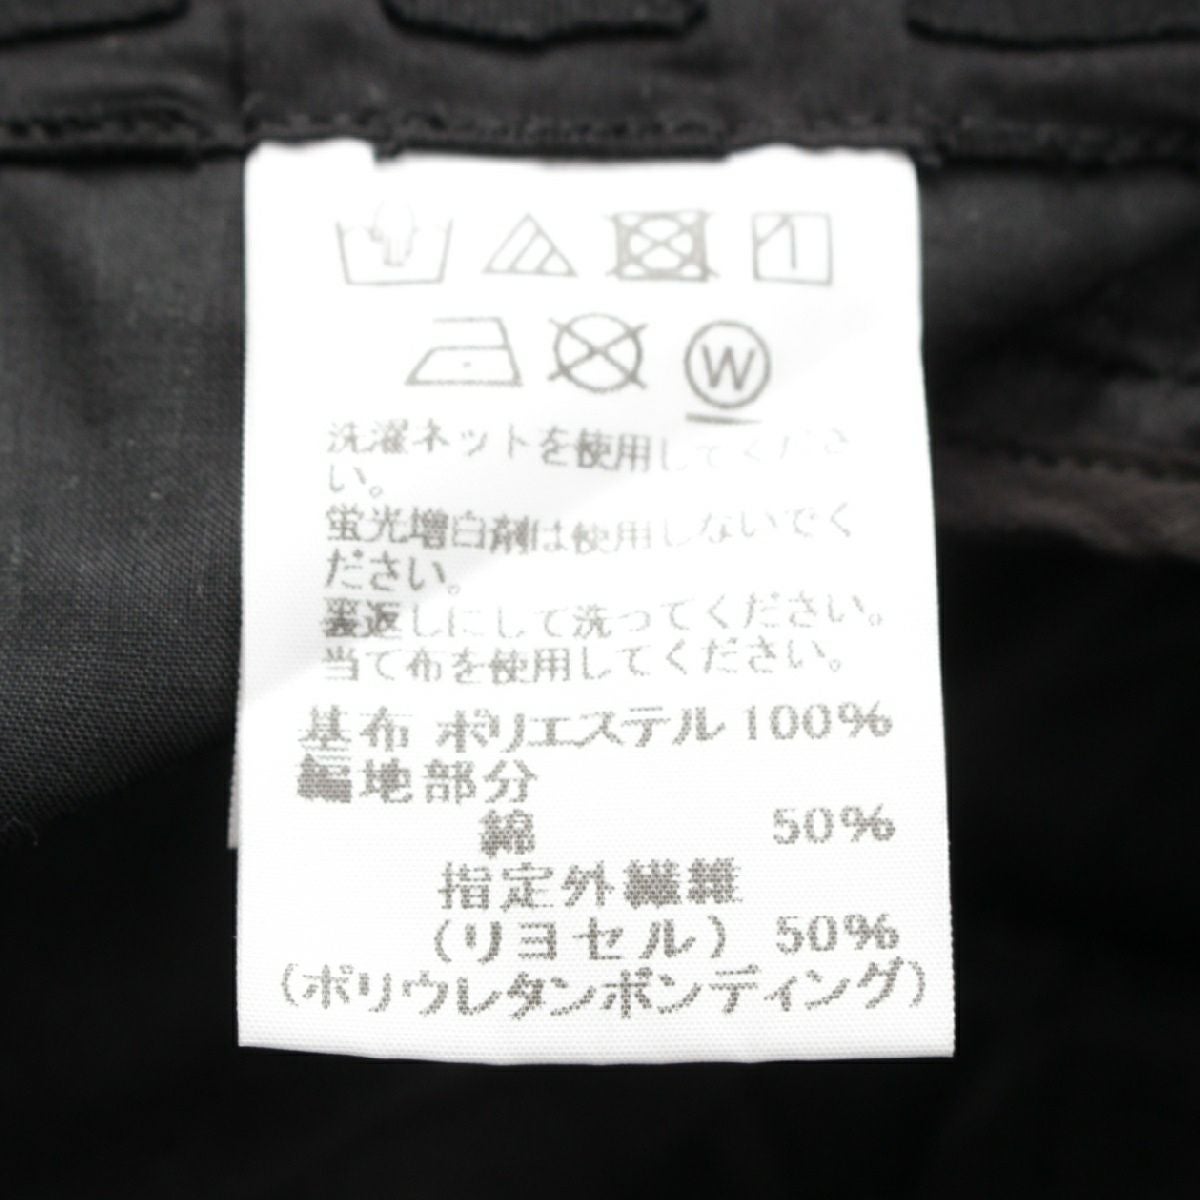 W
洗濯ネットを使用してくださ
い。
蛍光増白剤は使用しないでく
ださい。
裏返しにして洗ってください。
当て布を使用してください。
基布 ポリエステル 100%
編地部分
綿 50%
指定外繊維
(リヨセル) 50%
(ポリウレタンボンディング)